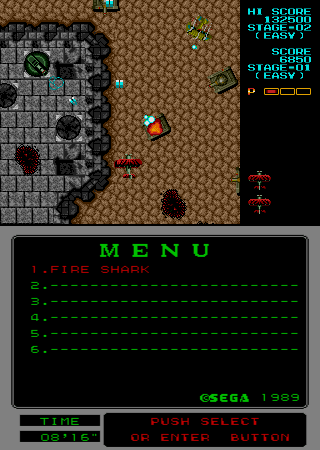 HI SCORE
132500
STAGE=02
(EASY)
SCORE
6850
STAGE=01
(EASY)
P
MENU
1.FIRE SHARK
2.-----------------------
3.-----------------------
4.-----------------------
5.-----------------------
6.-----------------------
©SEGA 1989
TIME
08'16"
PUSH SELECT
OR ENTER BUTTON